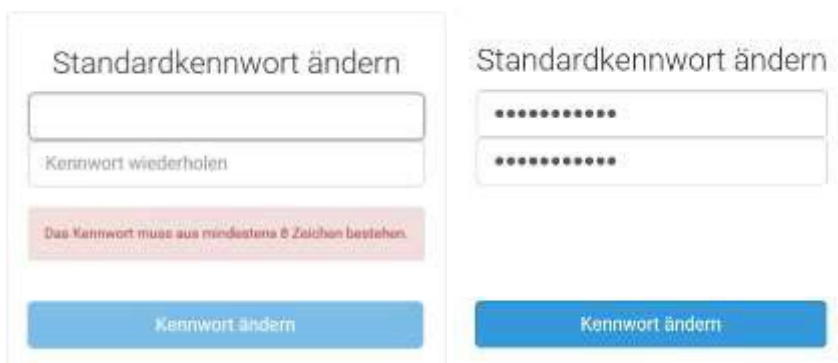 Standardkennwort ändern
Kennwort wiederholen
Das Kennwort muss aus mindestens 8 Zeichen bestehen.
Kennwort ändern
Standardkennwort ändern
•••••••••••
•••••••••••
Kennwort ändern